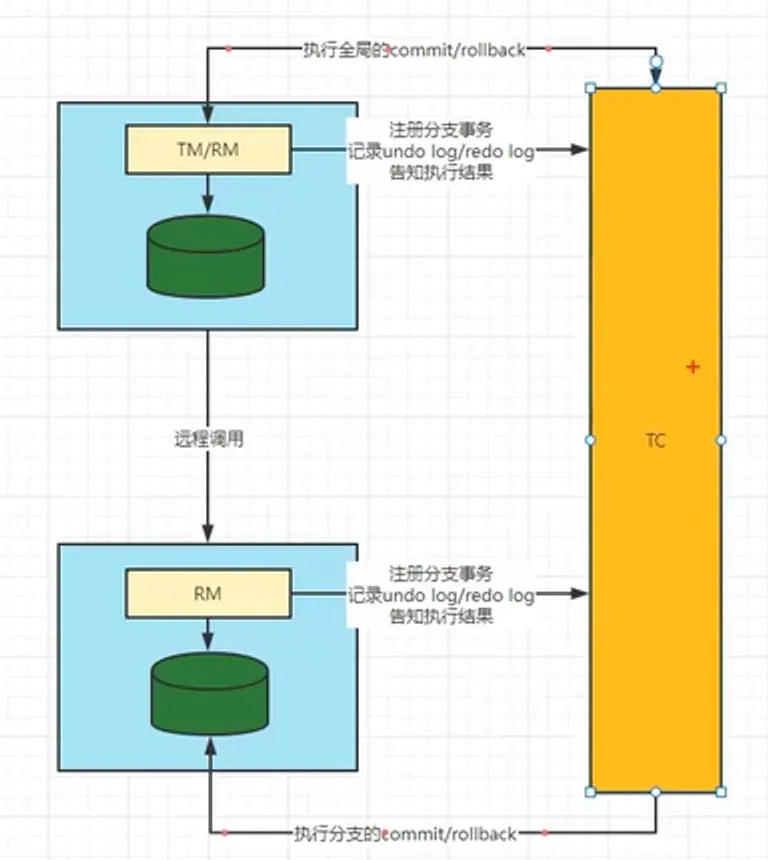 执行全局的commit/rollback
TM/RM
注册分支事务
记录undo log/redo log
告知执行结果
远程调用
TC
RM
注册分支事务
记录undo log/redo log
告知执行结果
执行分支的commit/rollback